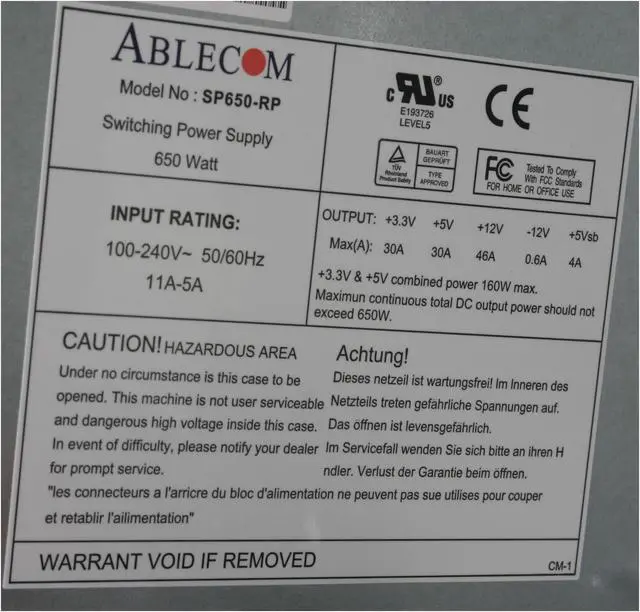 ABLECOM
Model No : SP650-RP
Switching Power Supply
650 Watt
c RU® US
E193726
LEVEL5
CE
TÜV
Rheinland
Product Safety
BAUART
GEPRÜFT
TYPE
APPROVED
FCC Tested To Comply
With FCC Standards
FOR HOME OR OFFICE USE
INPUT RATING:
100-240V~ 50/60Hz
11A-5A
OUTPUT: +3.3V +5V +12V -12V +5Vsb
Max(A): 30A 30A 46A 0.6A 4A
+3.3V & +5V combined power 160W max.
Maximun continuous total DC output power should not
exceed 650W.
CAUTION! HAZARDOUS AREA
Under no circumstance is this case to be
opened. This machine is not user serviceable
and dangerous high voltage inside this case.
In event of difficulty, please notify your dealer
for prompt service.
Achtung!
Dieses netzeil ist wartungsfrei! Im Inneren des
Netzteils treten gefährliche Spannungen auf.
Das öffnen ist levensgefährlich.
Im Servicefall wenden Sie sich bitte an ihren H
ndler. Verlust der Garantie beim öffnen.
"les connecteurs a l'arricre du bloc d'alimentation ne peuvent pas sue utilises pour couper
et retablir l'ailimentation"
WARRANT VOID IF REMOVED
CM-1